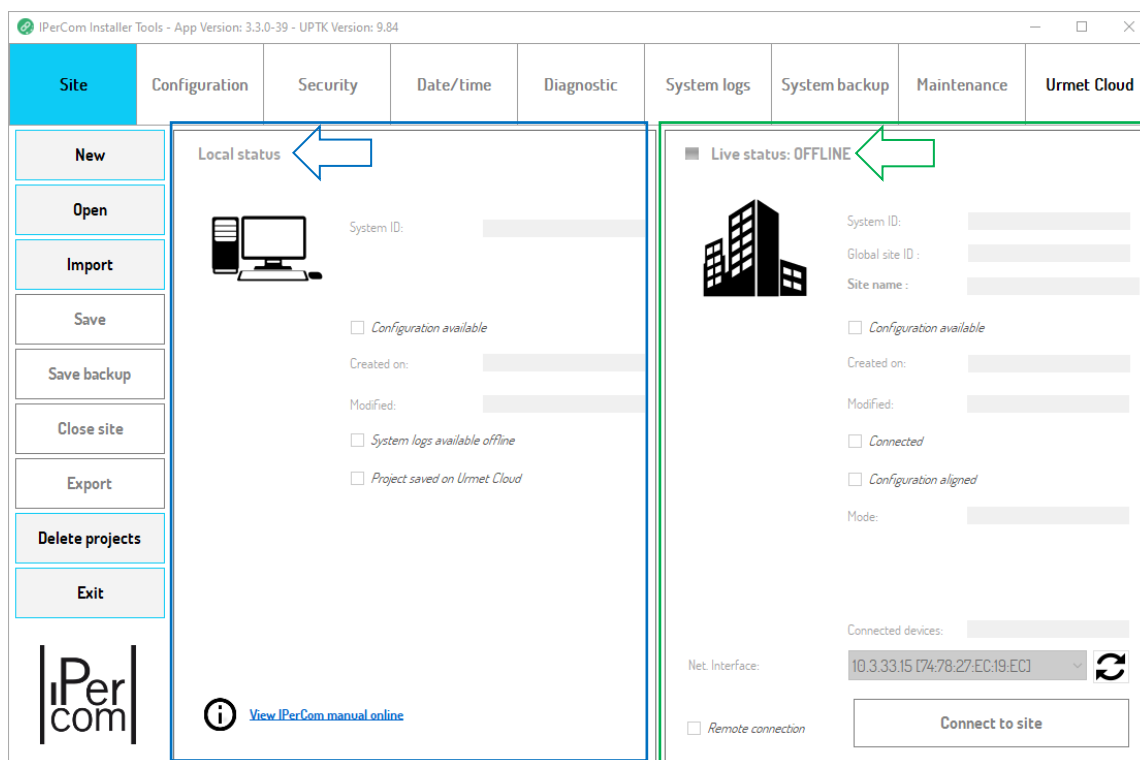 IPerCom Installer Tools - App Version: 3.3.0-39 - UPTK Version: 9.84
Site
Configuration
Security
Date/time
Diagnostic
System logs
System backup
Maintenance
Urmet Cloud
New
Open
Import
Save
Save backup
Close site
Export
Delete projects
Exit
IPer
com
Local status
System ID:
Configuration available
Created on:
Modified:
System logs available offline
Project saved on Urmet Cloud
View IPerCom manual online
Live status: OFFLINE
System ID:
Global site ID :
Site name :
Configuration available
Created on:
Modified:
Connected
Configuration aligned
Mode:
Connected devices:
Net. Interface:
10.3.33.15 [74:78:27:EC:19:EC]
Remote connection
Connect to site